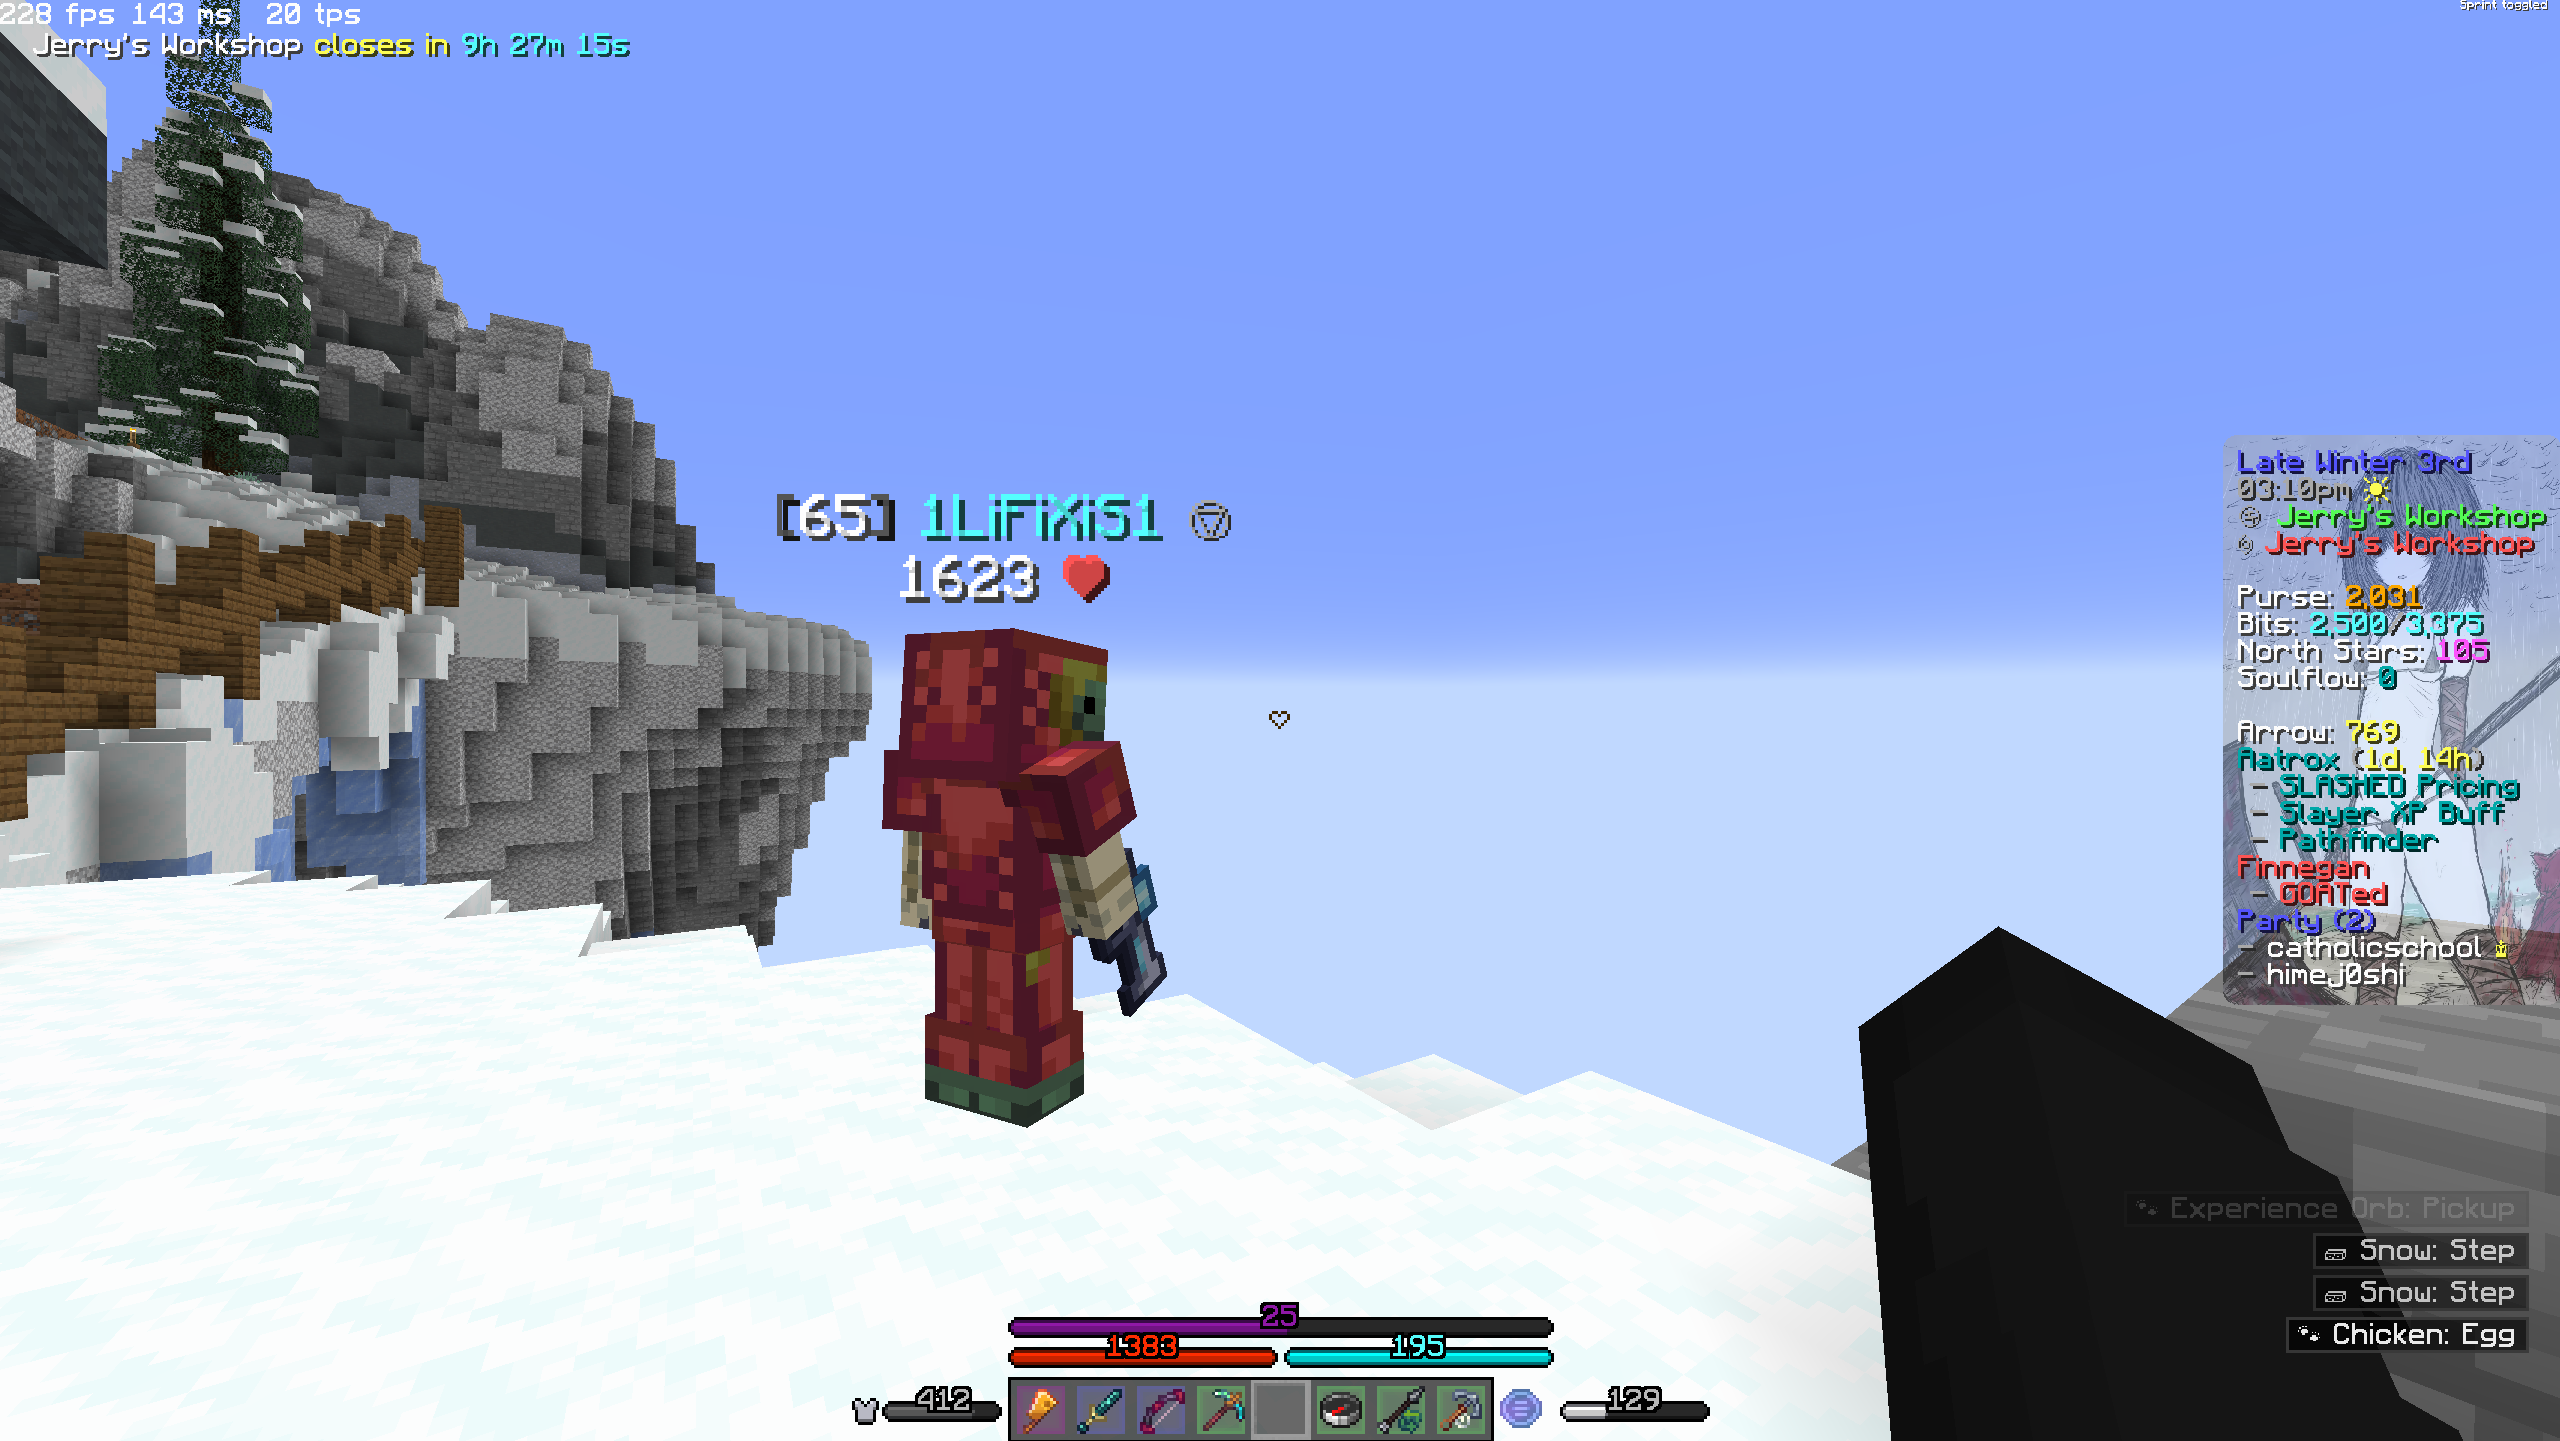 228 fps 143 ms 20 tps
Sprint toggled
Jerry's Workshop closes in 9h 27m 15s
[65] 1LiFiXiS1
1623
Late Winter 3rd
03:10pm
Jerry's Workshop
Jerry's Workshop
Purse: 2,031
Bits: 2,500/3,375
North Stars: 105
Soulflow: 0
Arrow: 769
Aatrox (1d, 14h)
- SLASHED Pricing
- Slayer XP Buff
- Pathfinder
Finnegan
- GOATed
Party (2)
- catholicschool
- himej0shi
Experience Orb: Pickup
Snow: Step
Snow: Step
Chicken: Egg
25
1383
195
412
129